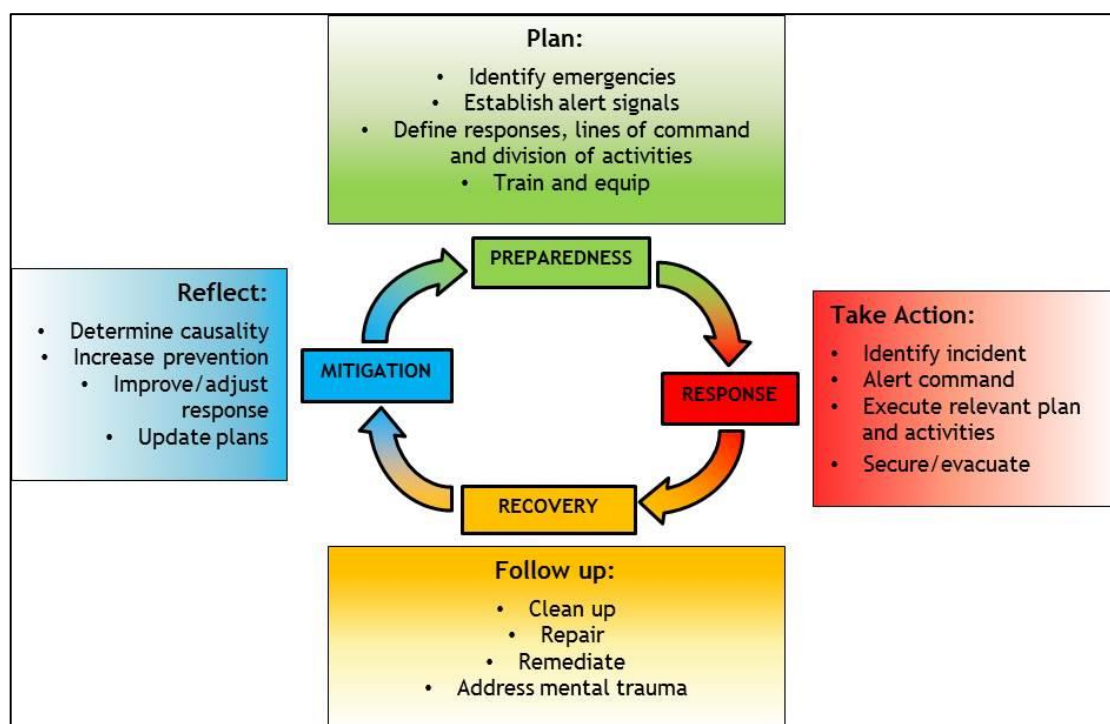 Plan:
• Identify emergencies
• Establish alert signals
• Define responses, lines of command
and division of activities
• Train and equip
PREPAREDNESS
Reflect:
• Determine causality
• Increase prevention
• Improve/adjust
response
• Update plans
MITIGATION
RESPONSE
Take Action:
• Identify incident
• Alert command
• Execute relevant plan
and activities
• Secure/evacuate
RECOVERY
Follow up:
• Clean up
• Repair
• Remediate
• Address mental trauma